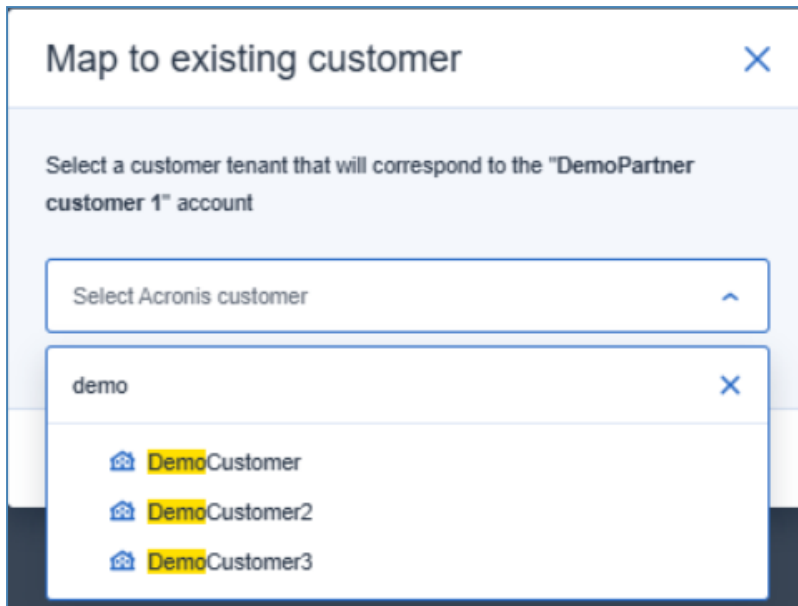 Map to existing customer
Select a customer tenant that will correspond to the "DemoPartner
customer 1" account
Select Acronis customer
demo
DemoCustomer
DemoCustomer2
DemoCustomer3